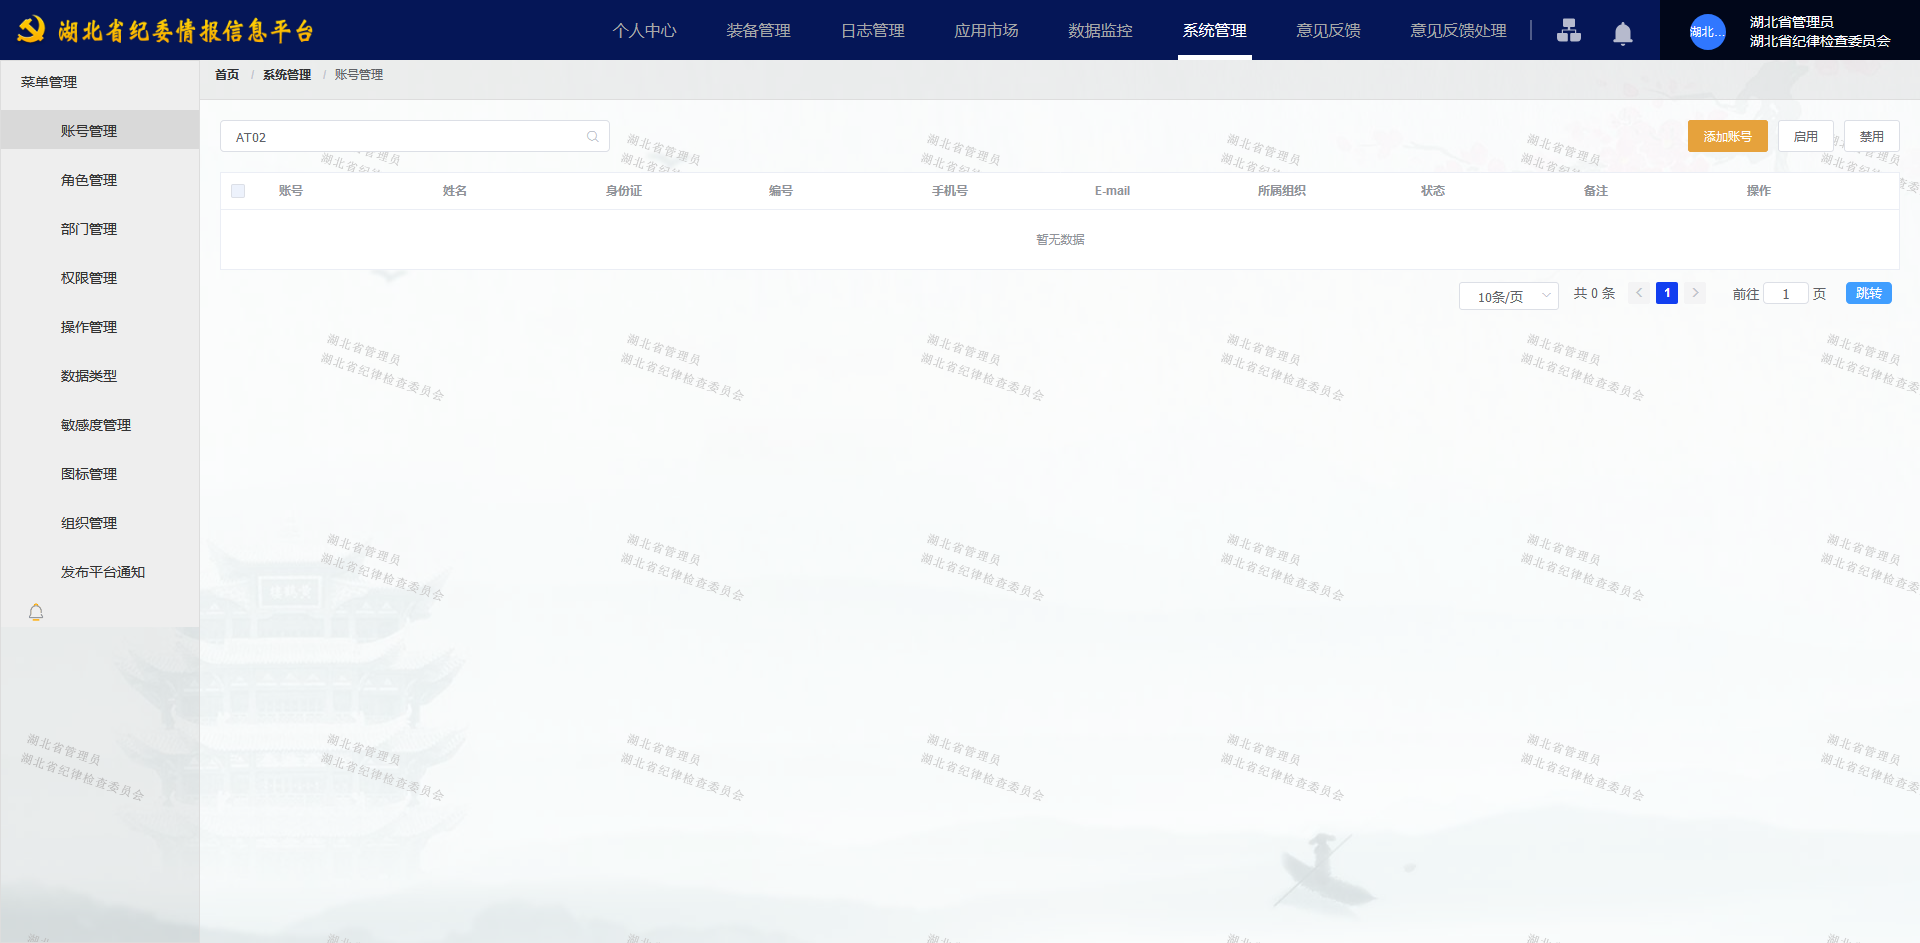 湖北省纪委情报信息平台
个人中心 装备管理 日志管理 应用市场 数据监控 系统管理 意见反馈 意见反馈处理
湖北...
湖北省管理员
湖北省纪律检查委员会
菜单管理
账号管理
角色管理
部门管理
权限管理
操作管理
数据类型
敏感度管理
图标管理
组织管理
发布平台通知
首页 / 系统管理 / 账号管理
AT02
添加账号 启用 禁用
账号 姓名 身份证 编号 手机号 E-mail 所属组织 状态 备注 操作
暂无数据
10条/页 共 0 条 1 前往 1 页 跳转
湖北省管理员
湖北省纪律检查委员会